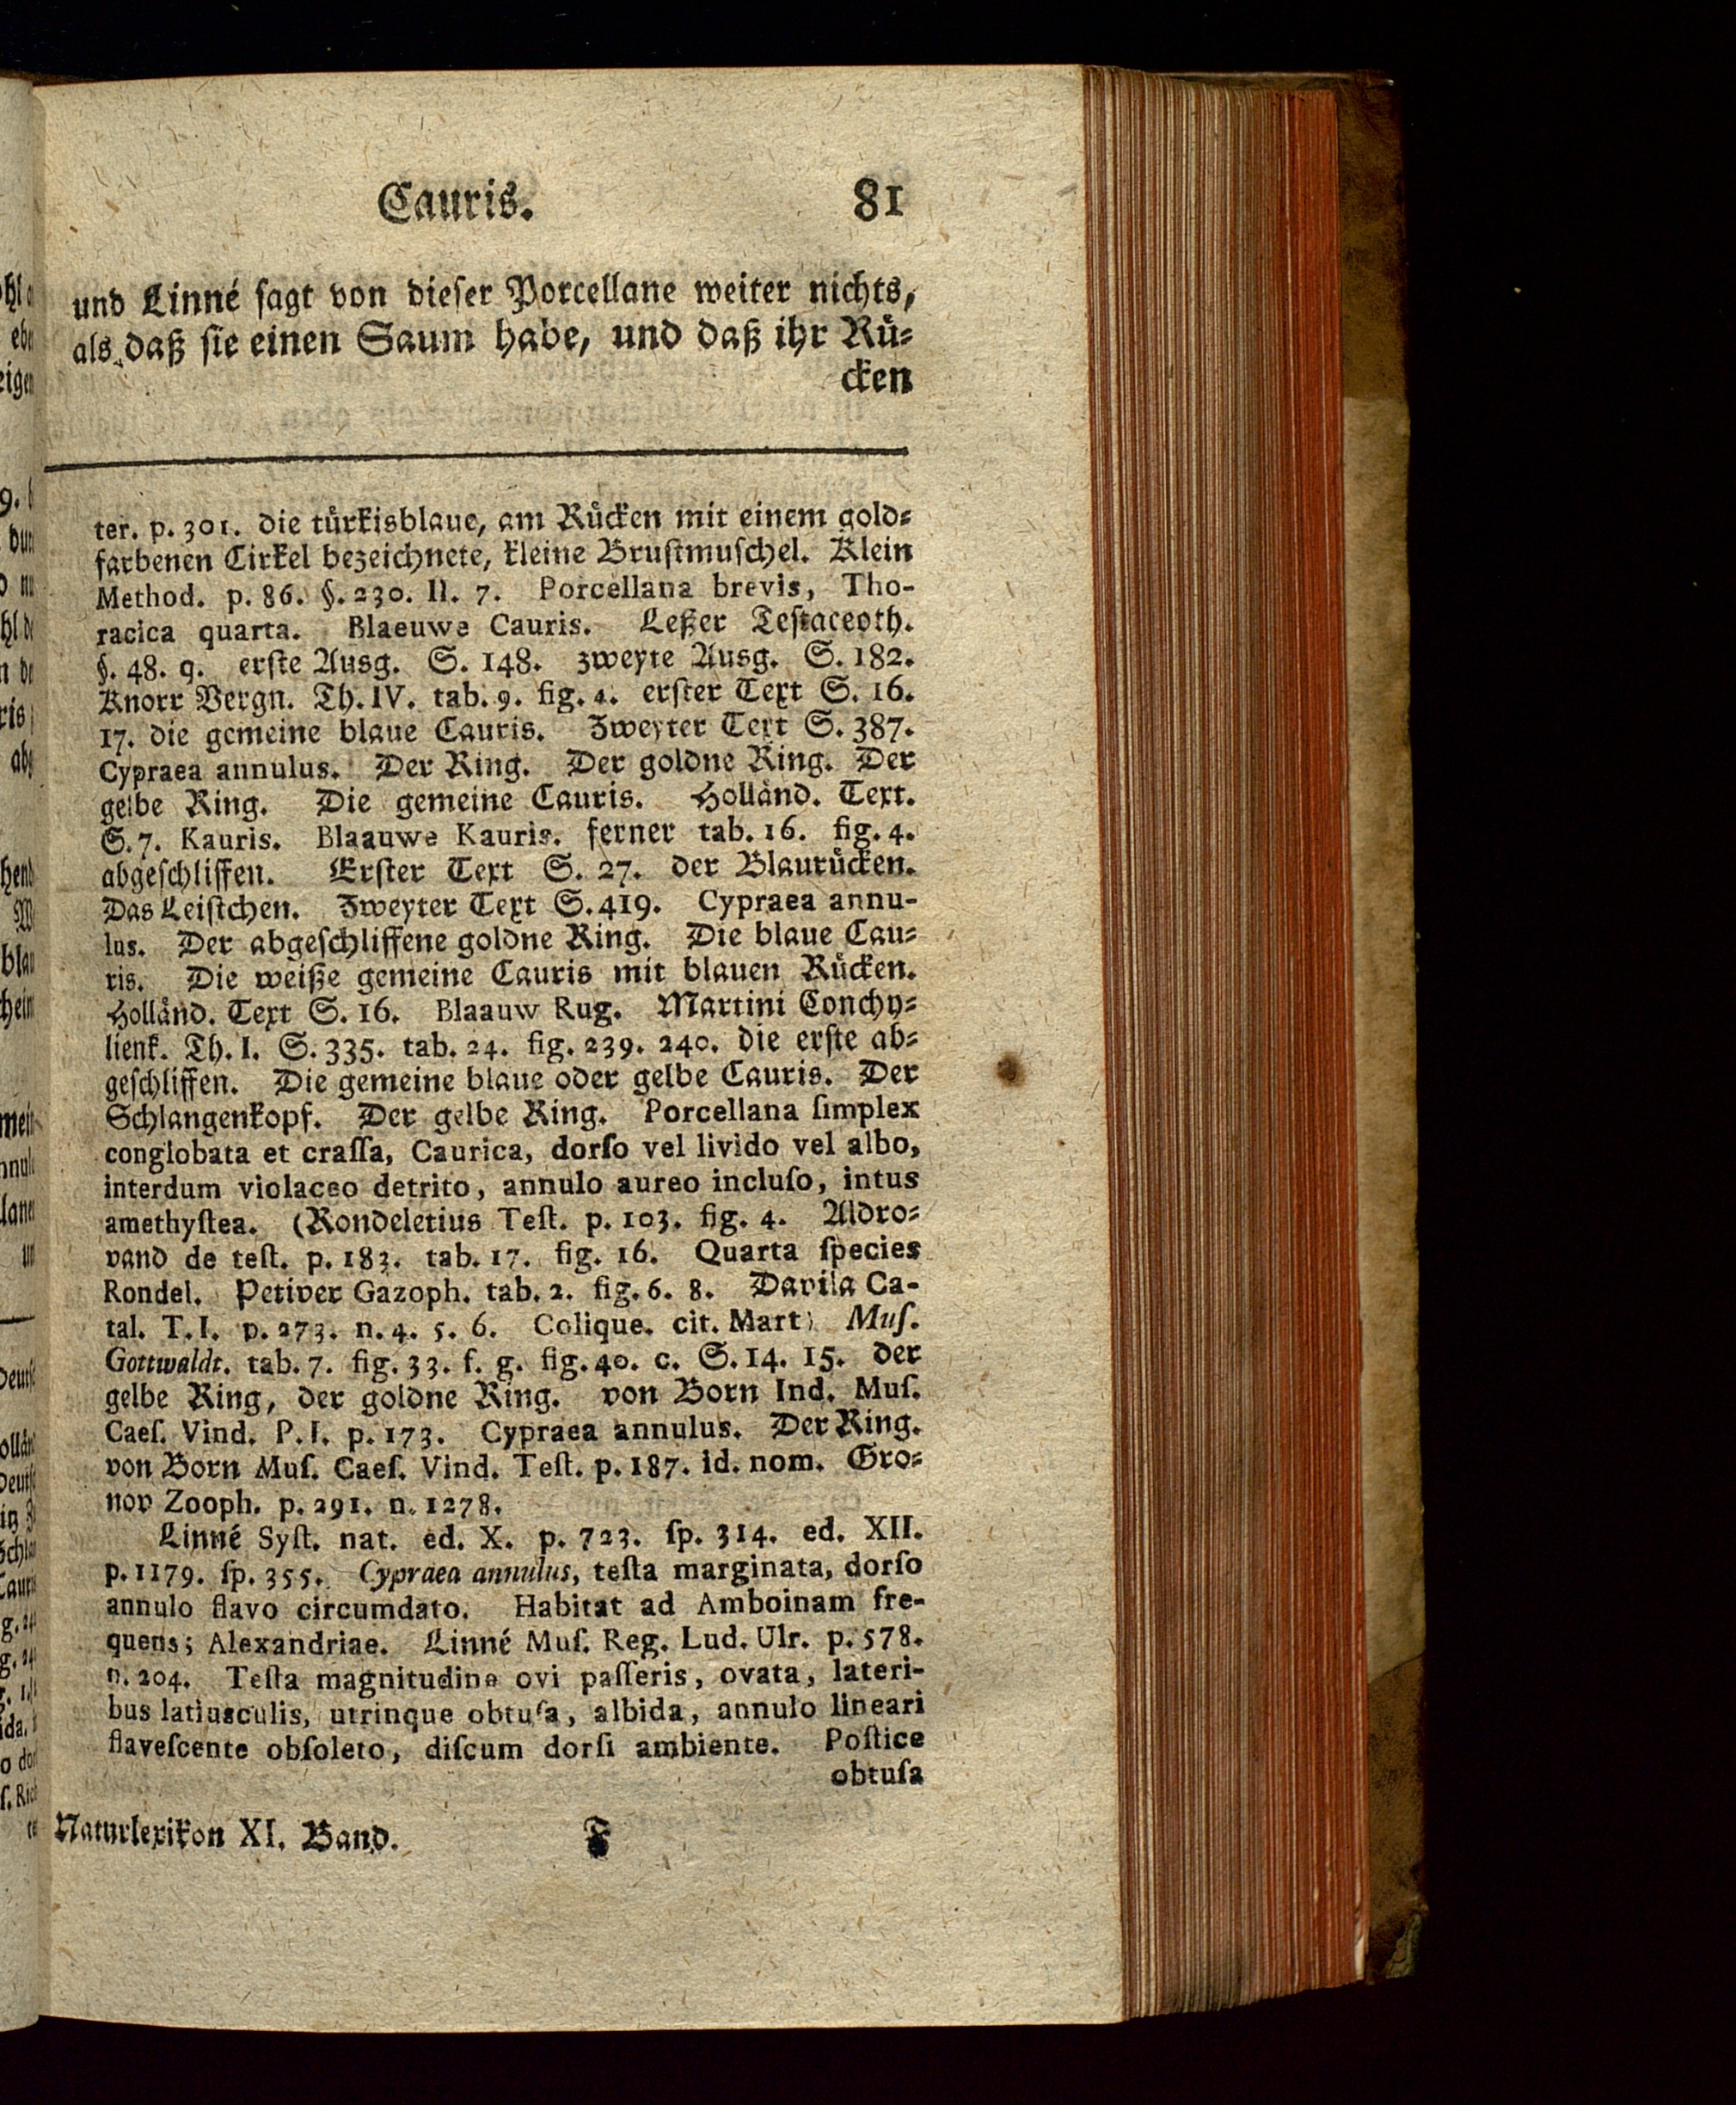 Cauris. 81
und Linné ſagt von dieſer Porcellane weiter nichts,
als daß ſie einen Saum habe, und daß ihr Rü⸗
cken
ter. p. 301. die türkisblaue, am Rücken mit einem gold⸗
farbenen Cirkel bezeichnete, kleine Bruſtmuſchel. Klein
Method. p. 86. §. 230. II. 7. Porcellana brevis, Tho-
racica quarta. Blaeuwe Cauris. Leßer Teſtaceoth.
§. 48. q. erſte Ausg. S. 148. zweyte Ausg. S. 182.
Knorr Vergn. Th. IV. tab. 9. fig. 4. erſter Text S. 16.
17. die gemeine blaue Cauris. Zweyter Text S. 387.
Cypraea annulus. Der Ring. Der goldne Ring. Der
gelbe Ring. Die gemeine Cauris. Holländ. Text.
S. 7. Kauris. Blaauwe Kauris. ferner tab. 16. fig. 4.
abgeſchliffen. Erſter Text S. 27. der Blaurücken.
Das Leiſtchen. Zweyter Text S. 419. Cypraea annu-
lus. Der abgeſchliffene goldne Ring. Die blaue Cau⸗
ris. Die weiße gemeine Cauris mit blauen Rücken.
Holländ. Text S. 16. Blaauw Rug. Martini Conchy⸗
lienk. Th. I. S. 335. tab. 24. fig. 239. 240. die erſte ab⸗
geſchliffen. Die gemeine blaue oder gelbe Cauris. Der
Schlangenkopf. Der gelbe Ring. Porcellana ſimplex
conglobata et craſſa, Caurica, dorſo vel livido vel albo,
interdum violaceo detrito, annulo aureo incluſo, intus
amethyſtea. (Rondeletius Teſt. p. 103. fig. 4. Aldro⸗
vand de teſt. p. 183. tab. 17. fig. 16. Quarta ſpecies
Rondel. Petiver Gazoph. tab. 2. fig. 6. 8. Davila Ca-
tal. T. I. p. 273. n. 4. 5. 6. Colique. cit. Mart) Muſ.
Gottwaldt. tab. 7. fig. 33. f. g. fig. 40. c. S. 14. 15. der
gelbe Ring, der goldne Ring. von Born Ind. Muſ.
Caeſ. Vind. P. I. p. 173. Cypraea annulus. Der Ring.
von Born Muſ. Caeſ. Vind. Teſt. p. 187. id. nom. Gro⸗
nov Zooph. p. 291. n. 1278.
Linné Syſt. nat. ed. X. p. 723. ſp. 314. ed. XII.
p. 1179. ſp. 355. Cypraea annulus, teſta marginata, dorſo
annulo flavo circumdato. Habitat ad Amboinam fre-
quens; Alexandriae. Linné Muſ. Reg. Lud. Ulr. p. 578.
n. 204. Teſta magnitudine ovi paſſeris, ovata, lateri-
bus latiusculis, utrinque obtuſa, albida, annulo lineari
flaveſcente obſoleto, diſcum dorſi ambiente. Poſtice
obtuſa
Naturlexikon XI. Band. F